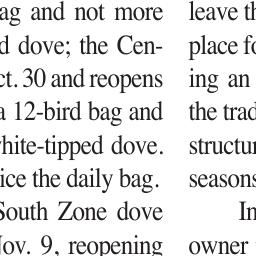 ag and not more
d dove; the Cen-
ct. 30 and reopens
a 12-bird bag and
white-tipped dove.
ice the daily bag.
South Zone dove
Nov. 9, reopening
leave th
place fo
ing an
the trad
structur
seasons
In
owner